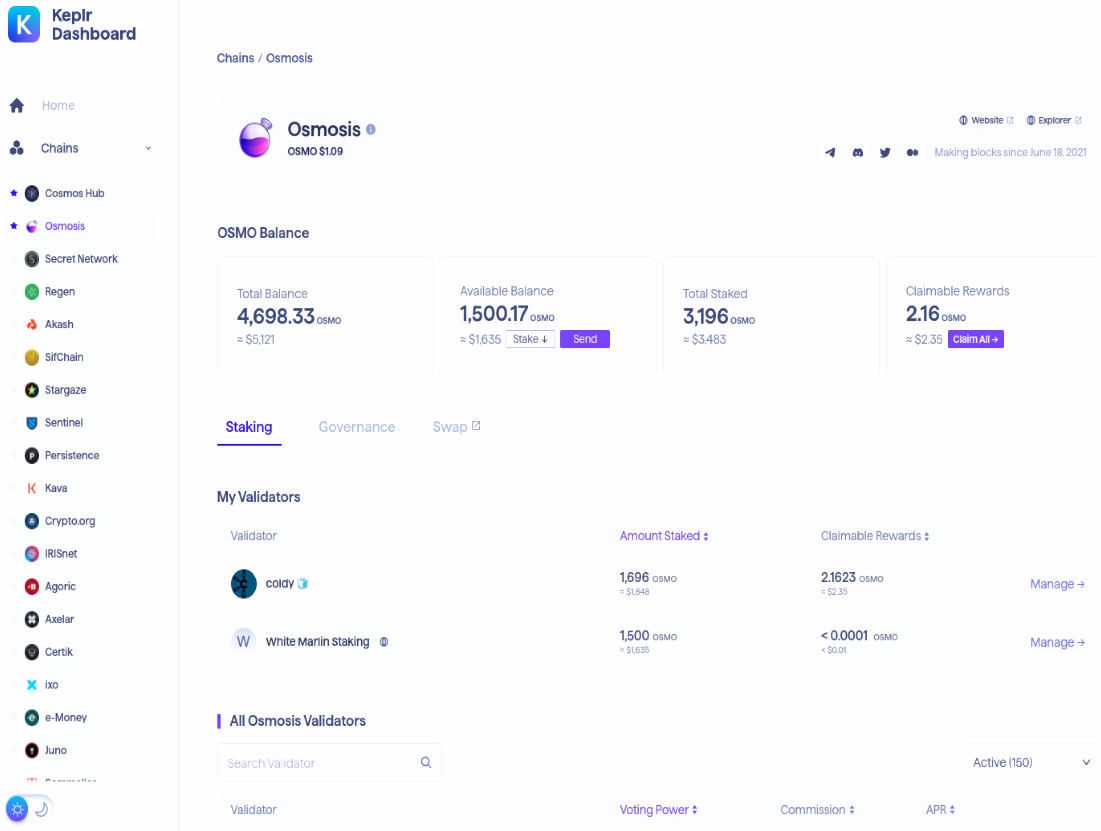 Keplr
Dashboard
Home
Chains
Cosmos Hub
Osmosis
Secret Network
Regen
Akash
SifChain
Stargaze
Sentinel
Persistence
Kava
Crypto.org
IRISnet
Agoric
Axelar
Certik
ixo
e-Money
Juno
Chains / Osmosis
Osmosis
OSMO $1.09
Website
Explorer
Making blocks since June 18, 2021
OSMO Balance
Total Balance
4,698.33 OSMO
≈ $5,121
Available Balance
1,500.17 OSMO
≈ $1,635 Stake ↓ Send
Total Staked
3,196 OSMO
≈ $3,483
Claimable Rewards
2.16 OSMO
≈ $2.35 Claim All →
Staking Governance Swap
My Validators
Validator Amount Staked Claimable Rewards
coldy 1,696 OSMO 2.1623 OSMO Manage →
≈ $1,848 ≈ $2.35
W White Marlin Staking 1,500 OSMO < 0.0001 OSMO Manage →
≈ $1,635 < $0.01
All Osmosis Validators
Search Validator Active (150)
Validator Voting Power Commission APR